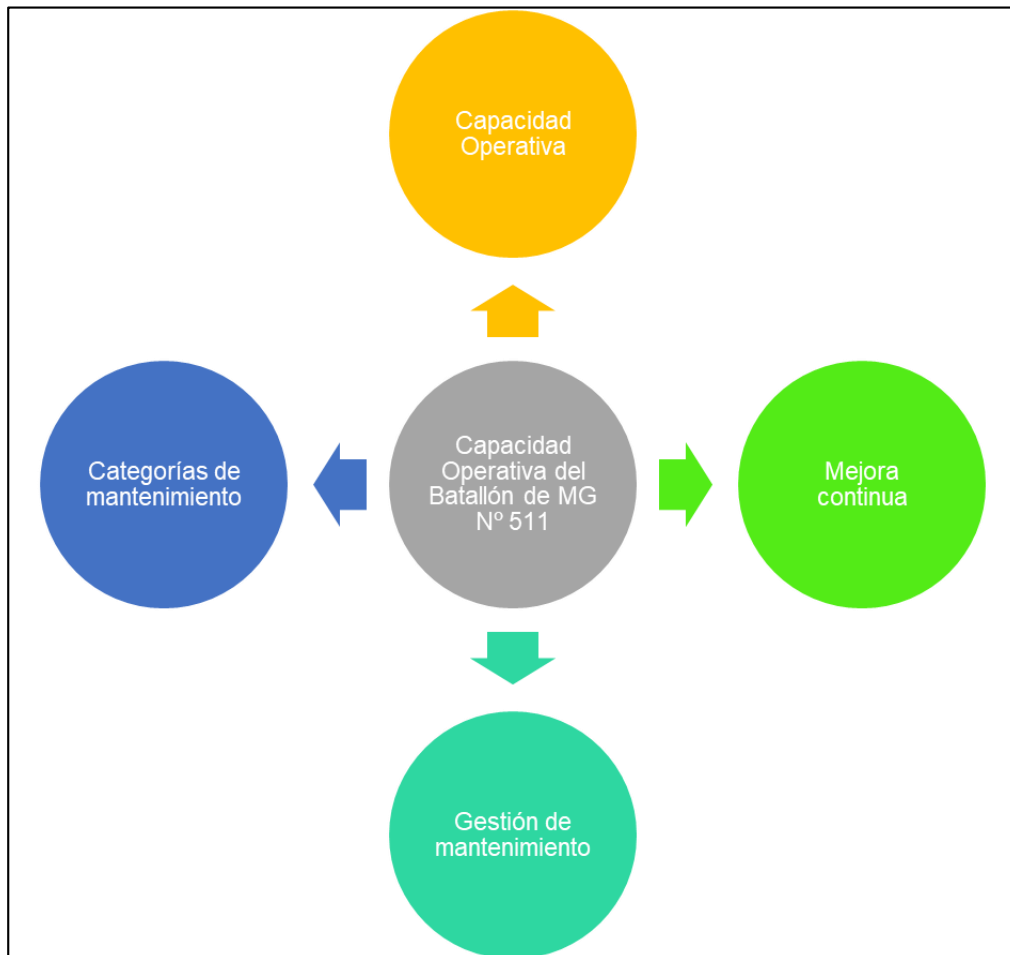 Capacidad
Operativa
Categorías de
mantenimiento
Capacidad
Operativa del
Batallón de MG
Nº 511
Mejora
continua
Gestión de
mantenimiento